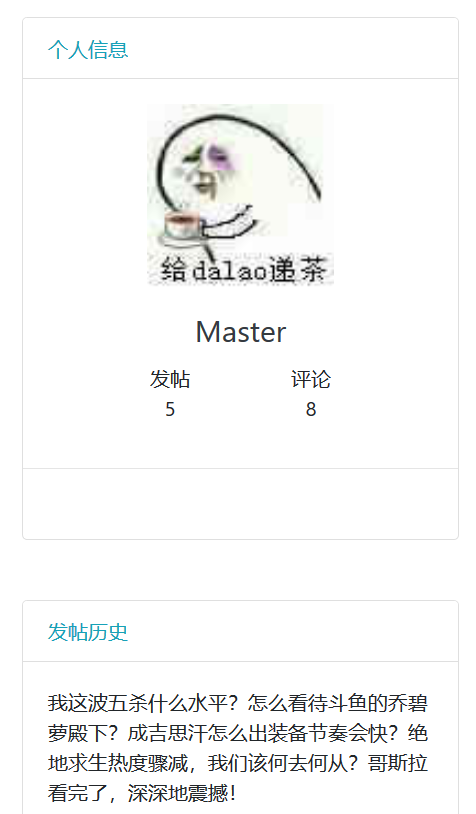 个人信息
给dalao递茶
Master
发帖 评论
5 8
发帖历史
我这波五杀什么水平？怎么看待斗鱼的乔碧
萝殿下？成吉思汗怎么出装备节奏会快？绝
地求生热度骤减，我们该何去何从？哥斯拉
看完了，深深地震撼！